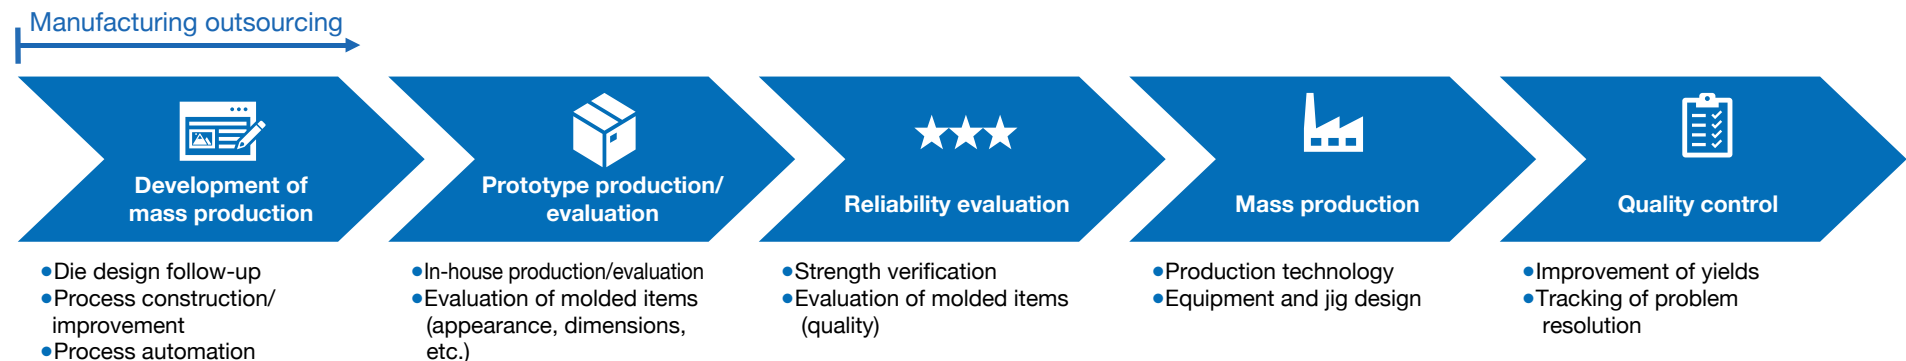 Manufacturing outsourcing
Development of
mass production
●Die design follow-up
●Process construction/
improvement
●Process automation
Prototype production/
evaluation
●In-house production/evaluation
●Evaluation of molded items
(appearance, dimensions,
etc.)
Reliability evaluation
●Strength verification
●Evaluation of molded items
(quality)
Mass production
●Production technology
●Equipment and jig design
Quality control
●Improvement of yields
●Tracking of problem
resolution